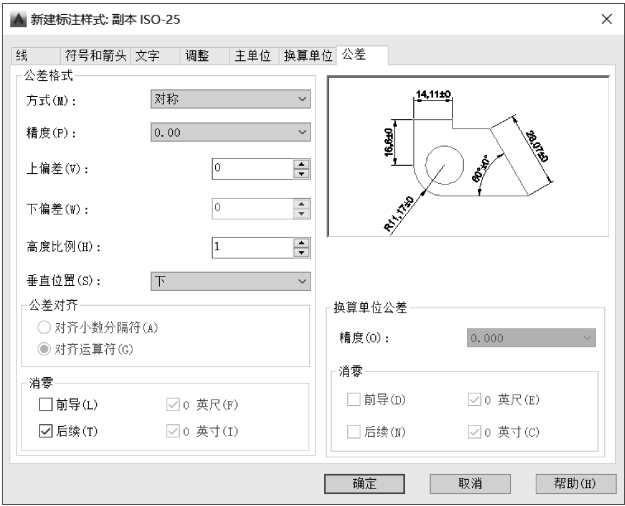 新建标注样式: 副本 ISO-25
线 符号和箭头 文字 调整 主单位 换算单位 公差
公差格式
方式(M): 对称
精度(P): 0.00
上偏差(V): 0
下偏差(W): 0
高度比例(H): 1
垂直位置(S): 下
公差对齐
对齐小数分隔符(A)
对齐运算符(G)
消零
前导(L) 0 英尺(F)
后续(T) 0 英寸(I)
14,11±0
16,6±0
28,07±0
60°±0°
R11,17±0
换算单位公差
精度(O): 0.000
消零
前导(D) 0 英尺(E)
后续(N) 0 英寸(C)
确定 取消 帮助(H)